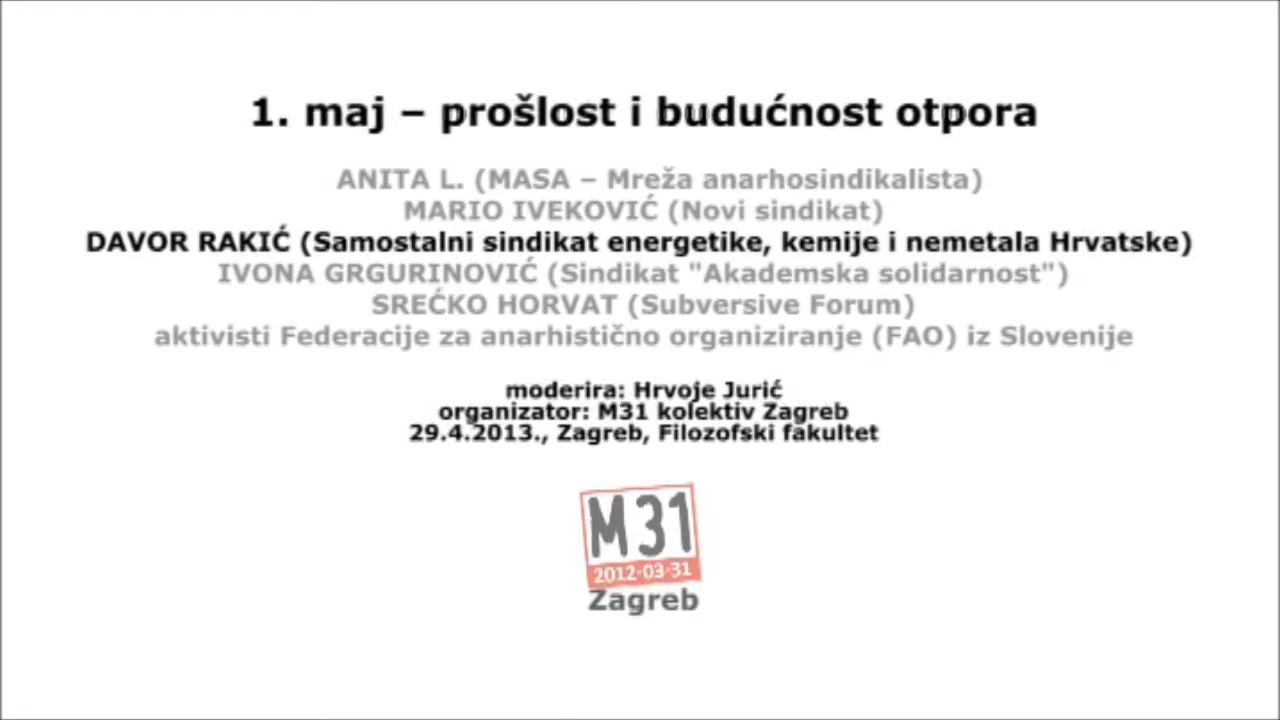 1. maj – prošlost i budućnost otpora
ANITA L. (MASA – Mreža anarhosindikalista)
MARIO IVEKOVIĆ (Novi sindikat)
DAVOR RAKIĆ (Samostalni sindikat energetike, kemije i nemetala Hrvatske)
IVONA GRGURINOVIĆ (Sindikat "Akademska solidarnost")
SREĆKO HORVAT (Subversive Forum)
aktivisti Federacije za anarhistično organiziranje (FAO) iz Slovenije
moderira: Hrvoje Jurić
organizator: M31 kolektiv Zagreb
29.4.2013., Zagreb, Filozofski fakultet
M31
2012-03-31
Zagreb